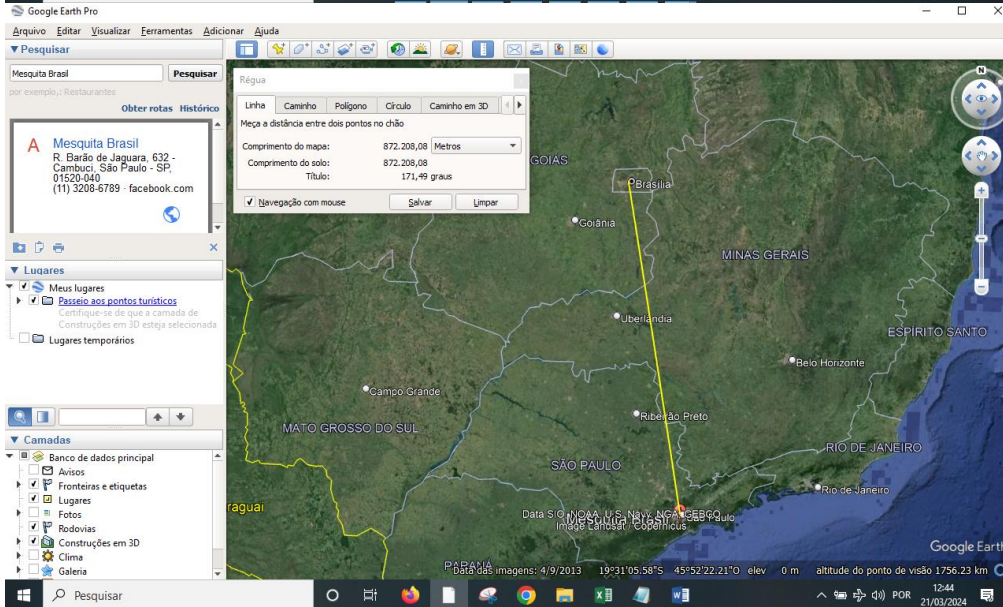 Google Earth Pro
Arquivo Editar Visualizar Ferramentas Adicionar Ajuda
Pesquisar
Mesquita Brasil
Pesquisar
por exemplo,: Restaurantes
Obter rotas Histórico
A Mesquita Brasil
R. Barão de Jaguara, 632 -
Cambuci, São Paulo - SP,
01520-040
(11) 3208-6789 · facebook.com
Lugares
Meus lugares
Passeio aos pontos turísticos
Certifique-se de que a camada de
Construções em 3D esteja selecionada
Lugares temporários
Camadas
Banco de dados principal
Avisos
Fronteiras e etiquetas
Lugares
Fotos
Rodovias
Construções em 3D
Clima
Galeria
Régua
Linha Caminho Polígono Círculo Caminho em 3D
Meça a distância entre dois pontos no chão
Comprimento do mapa: 872.208,08 Metros
Comprimento do solo: 872.208,08
Título: 171,49 graus
Navegação com mouse Salvar Limpar
N
GOIÁS
Brasília
Goiânia
MINAS GERAIS
Uberlândia
ESPÍRITO SANTO
Belo Horizonte
Campo Grande
Ribeirão Preto
MATO GROSSO DO SUL
RIO DE JANEIRO
SÃO PAULO
Rio de Janeiro
raguai
Data SIO, NOAA, U.S. Navy, NGA, GEBCO
Mesquita Brasil São Paulo
Image Landsat / Copernicus
Google Earth
PARANÁ
Data das imagens: 4/9/2013 19°31'05.58"S 45°52'22.21"O elev 0 m altitude do ponto de visão 1756.23 km
Pesquisar
POR
12:44
21/03/2024